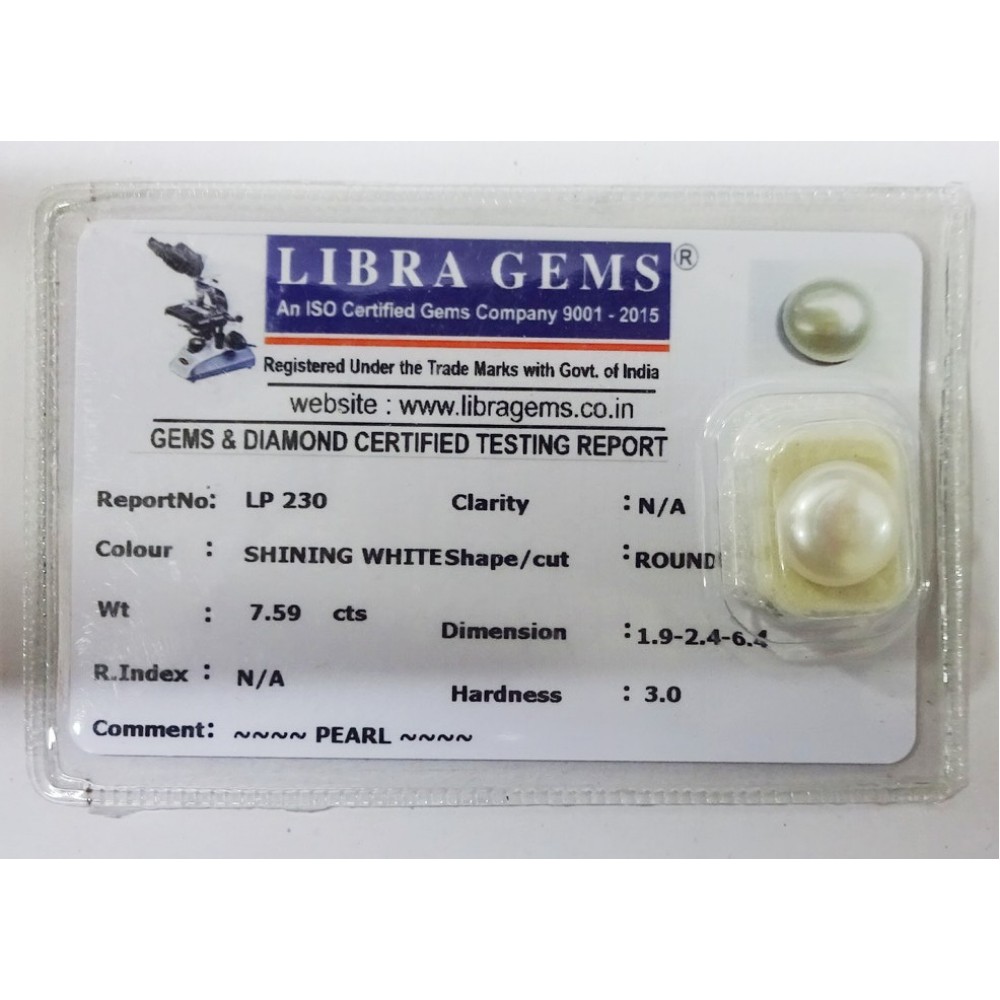 LIBRA GEMS ®
An ISO Certified Gems Company 9001 - 2015
Registered Under the Trade Marks with Govt. of India
website : www.libragems.co.in
GEMS & DIAMOND CERTIFIED TESTING REPORT
ReportNo: LP 230 Clarity : N/A
Colour : SHINING WHITE Shape/cut : ROUND
Wt : 7.59 cts Dimension : 1.9-2.4-6.4
R.Index : N/A Hardness : 3.0
Comment: ~~~~ PEARL ~~~~